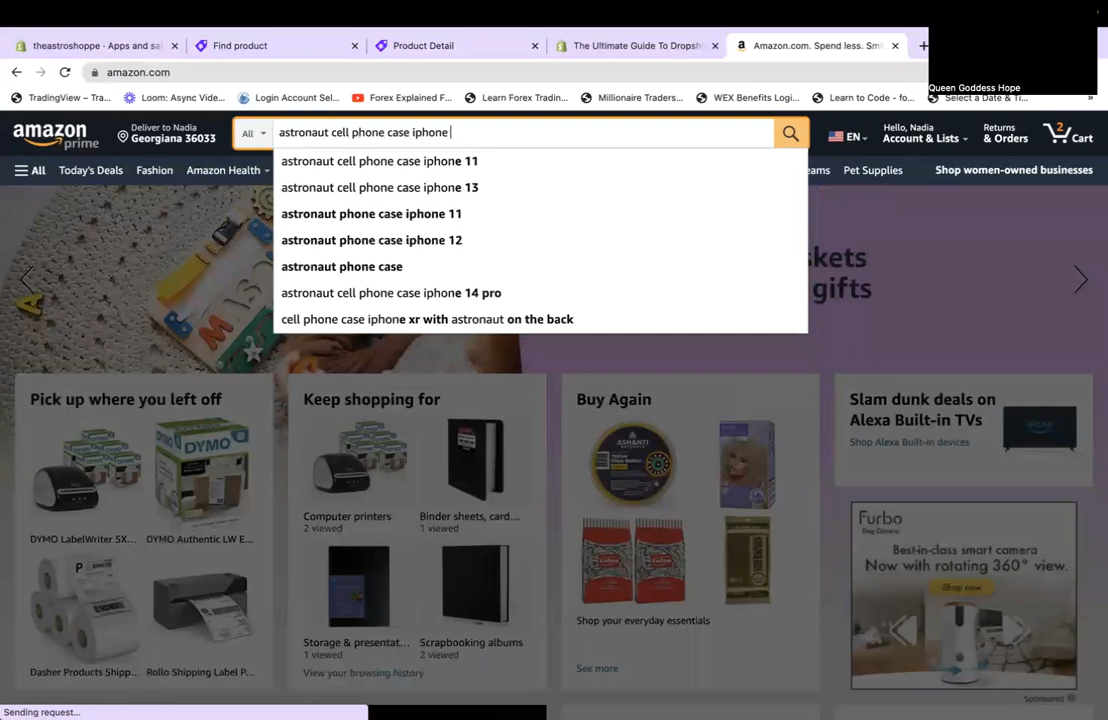 theastroshoppe · Apps and sal
Find product
Product Detail
The Ultimate Guide To Dropsh
Amazon.com. Spend less. Smi
amazon.com
Queen Goddess Hope
TradingView – Tra...
Loom: Async Vide...
Login Account Sel...
Forex Explained F...
Learn Forex Tradin...
Millionaire Traders...
WEX Benefits Log...
Learn to Code - fo...
Select a Date & Ti...
amazon prime
Deliver to Nadia
Georgiana 36033
All
astronaut cell phone case iphone
EN
Hello, Nadia
Account & Lists
Returns
& Orders
2
Cart
All
Today's Deals
Fashion
Amazon Health
eams
Pet Supplies
Shop women-owned businesses
astronaut cell phone case iphone 11
astronaut cell phone case iphone 13
astronaut phone case iphone 11
astronaut phone case iphone 12
astronaut phone case
astronaut cell phone case iphone 14 pro
cell phone case iphone xr with astronaut on the back
skets
gifts
Pick up where you left off
DYMO LabelWriter 5X...
DYMO Authentic LW E...
Dasher Products Shipp...
Rollo Shipping Label P...
Keep shopping for
Computer printers
2 viewed
Binder sheets, card...
1 viewed
Storage & presentat...
1 viewed
Scrapbooking albums
2 viewed
View your browsing history
Buy Again
ASHANTI
Shop your everyday essentials
See more
Slam dunk deals on
Alexa Built-in TVs
Shop Alexa Built-in devices
Furbo
Dog Camera
Best-in-class smart camera
Now with rotating 360° view.
Shop now
Sponsored
Sending request...